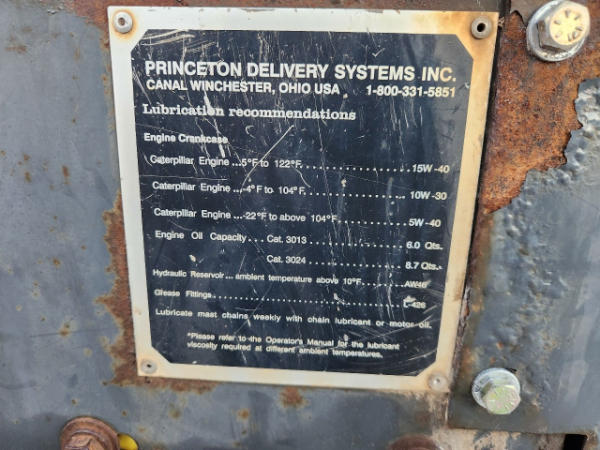 PRINCETON DELIVERY SYSTEMS INC.
CANAL WINCHESTER, OHIO USA 1-800-331-5851
Lubrication recommendations
Engine Crankcase
Caterpillar Engine ...5°F to 122°F............................15W-40
Caterpillar Engine ...-4°F to 104°F............................10W-30
Caterpillar Engine ...-22°F to above 104°F...................5W-40
Engine Oil Capacity.... Cat. 3013............................6.0 Qts.
Cat. 3024............................8.7 Qts.
Hydraulic Reservoir... ambient temperature above 10°F..........AW46
Grease Fittings..................................................426
Lubricate mast chains weekly with chain lubricant or motor oil.
*Please refer to the Operator's Manual for the lubricant
viscosity required at different ambient temperatures.